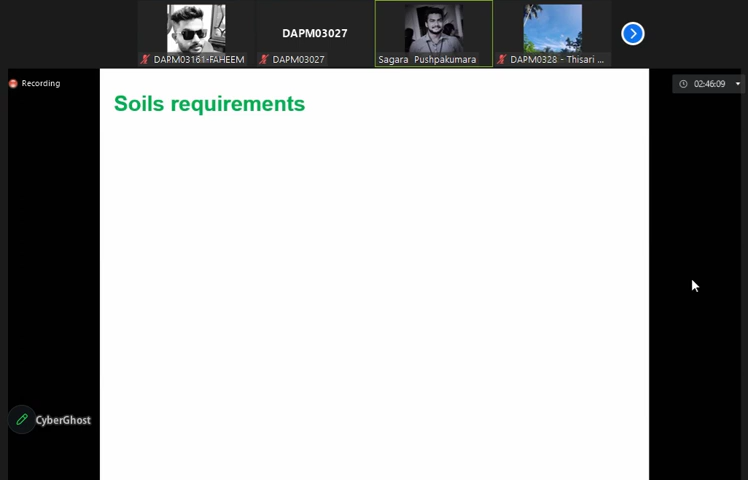 DAPM03027
DAPM03161-FAHEEM
DAPM03027
Sagara Pushpakumara
DAPM0328 - Thisari ...
Recording
02:46:09
Soils requirements
CyberGhost